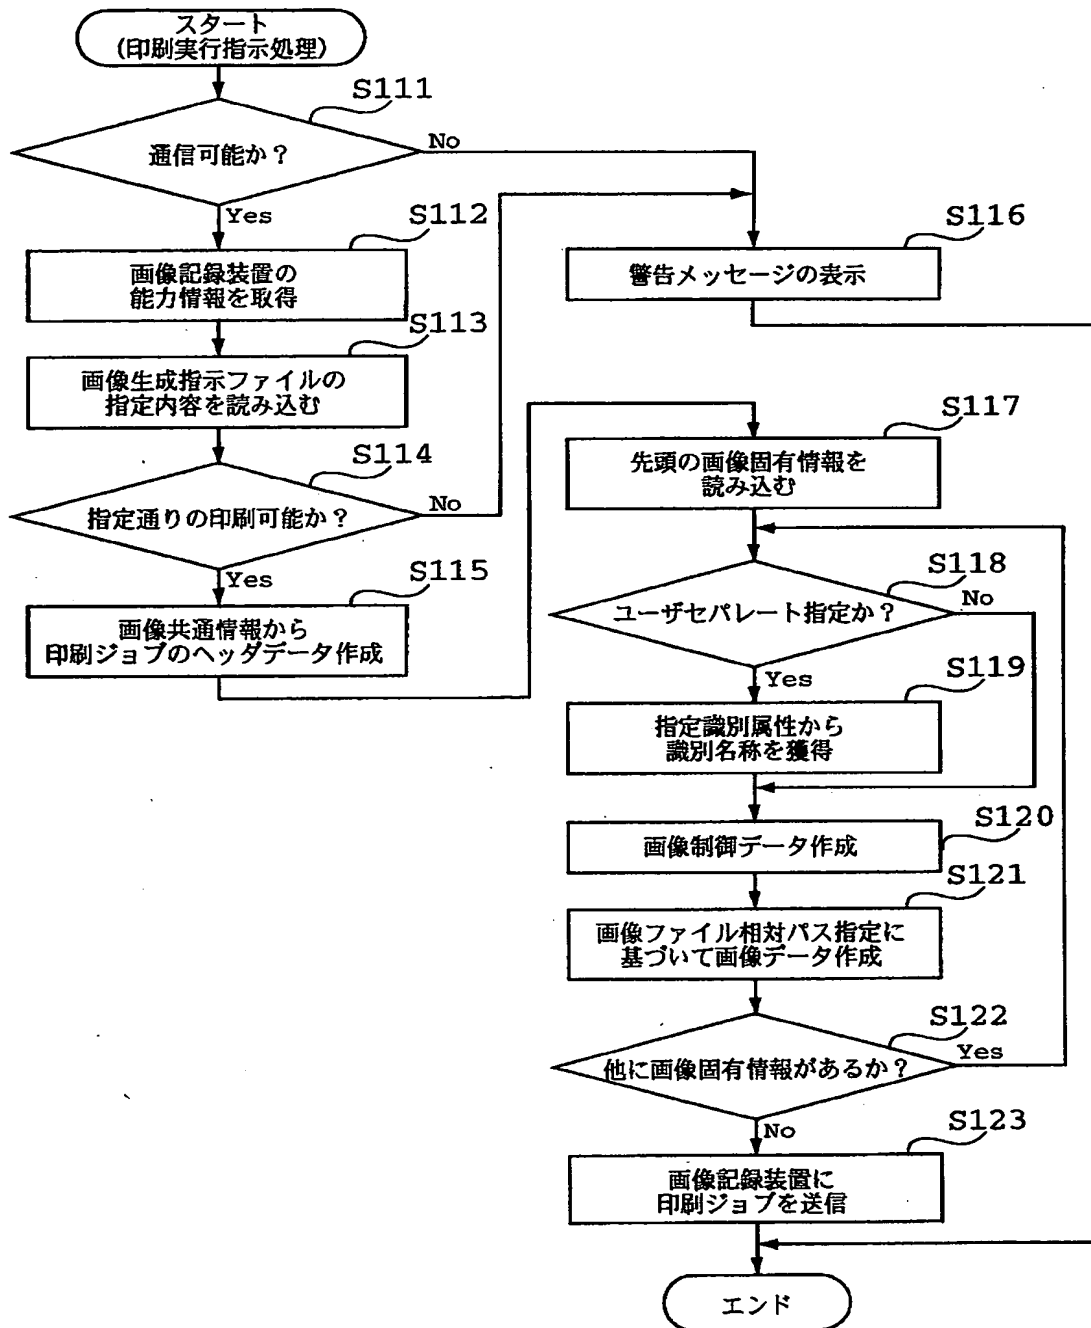 スタート
(印刷実行指示処理)
S111
通信可能か？
No
Yes
S112
画像記録装置の
能力情報を取得
S113
画像生成指示ファイルの
指定内容を読み込む
S114
指定通りの印刷可能か？
No
Yes
S115
画像共通情報から
印刷ジョブのヘッダデータ作成
S116
警告メッセージの表示
S117
先頭の画像固有情報を
読み込む
S118
ユーザセパレート指定か？
No
Yes
S119
指定識別属性から
識別名称を獲得
S120
画像制御データ作成
S121
画像ファイル相対パス指定に
基づいて画像データ作成
S122
他に画像固有情報があるか？
Yes
No
S123
画像記録装置に
印刷ジョブを送信
エンド